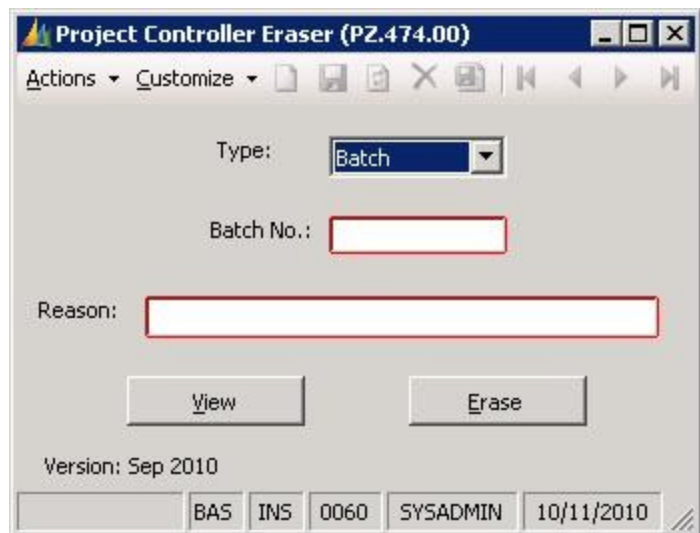 Project Controller Eraser (PZ.474.00)
Actions Customize
Type: Batch
Batch No.:
Reason:
View Erase
Version: Sep 2010
BAS INS 0060 SYSADMIN 10/11/2010